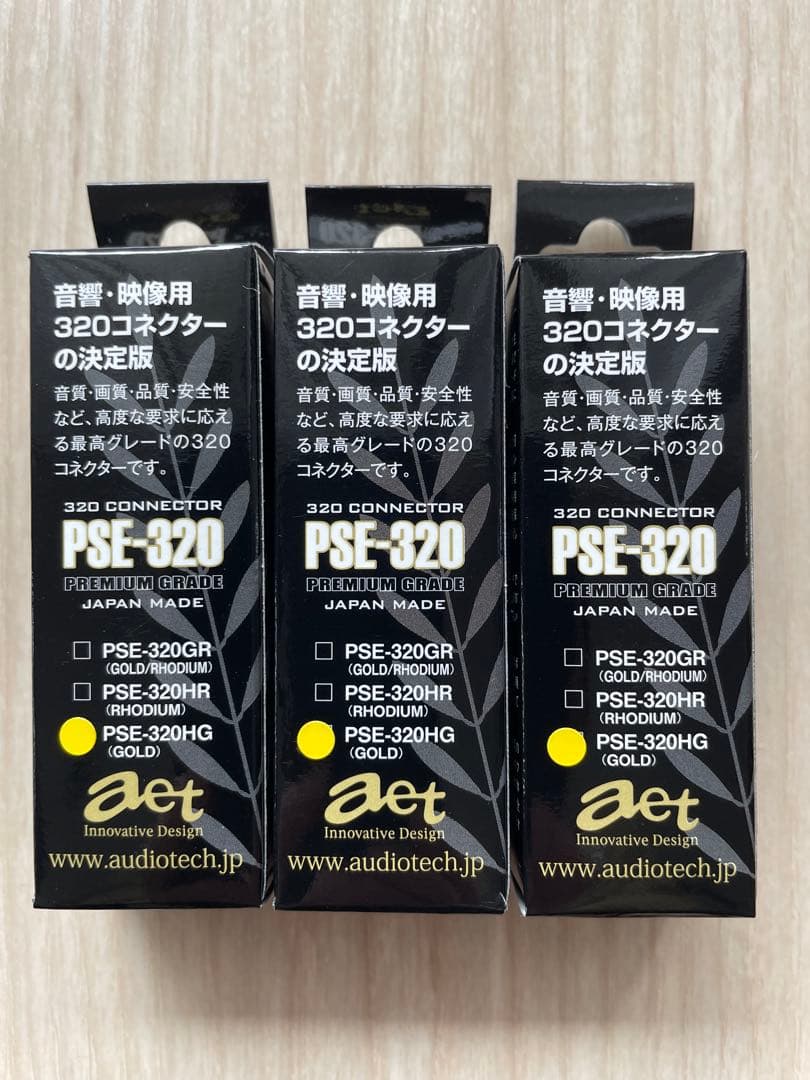 音響・映像用
320コネクター
の決定版
音質・画質・品質・安全性
など、高度な要求に応え
る最高グレードの320
コネクターです。
320 CONNECTOR
PSE-320
PREMIUM GRADE
JAPAN MADE
PSE-320GR
(GOLD/RHODIUM)
PSE-320HR
(RHODIUM)
PSE-320HG
(GOLD)
aet
Innovative Design
www.audiotech.jp
音響・映像用
320コネクター
の決定版
音質・画質・品質・安全性
など、高度な要求に応え
る最高グレードの320
コネクターです。
320 CONNECTOR
PSE-320
PREMIUM GRADE
JAPAN MADE
PSE-320GR
(GOLD/RHODIUM)
PSE-320HR
(RHODIUM)
PSE-320HG
(GOLD)
aet
Innovative Design
www.audiotech.jp
音響・映像用
320コネクター
の決定版
音質・画質・品質・安全性
など、高度な要求に応え
る最高グレードの320
コネクターです。
320 CONNECTOR
PSE-320
PREMIUM GRADE
JAPAN MADE
PSE-320GR
(GOLD/RHODIUM)
PSE-320HR
(RHODIUM)
PSE-320HG
(GOLD)
aet
Innovative Design
www.audiotech.jp